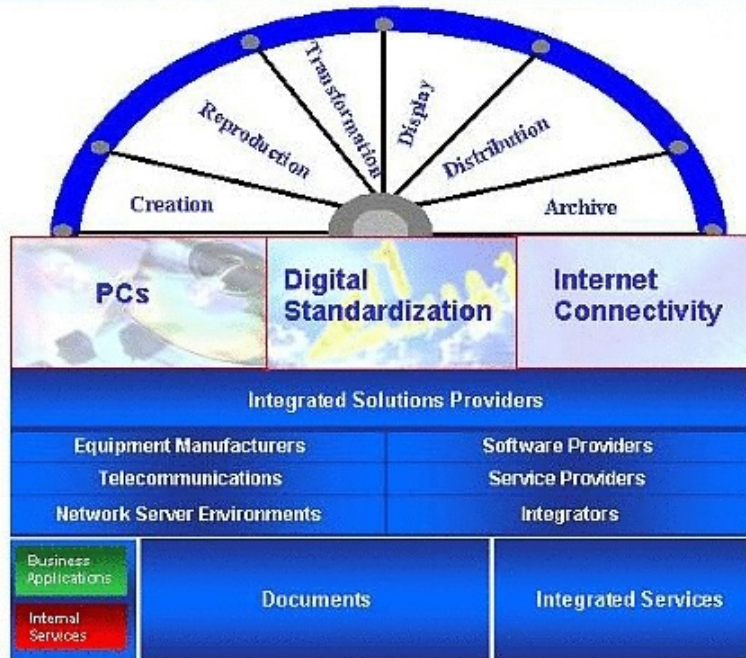 Creation
Reproduction
Transformation
Display
Distribution
Archive
PCs
Digital
Standardization
Internet
Connectivity
Integrated Solutions Providers
Equipment Manufacturers
Software Providers
Telecommunications
Service Providers
Network Server Environments
Integrators
Business
Applications
Internal
Services
Documents
Integrated Services